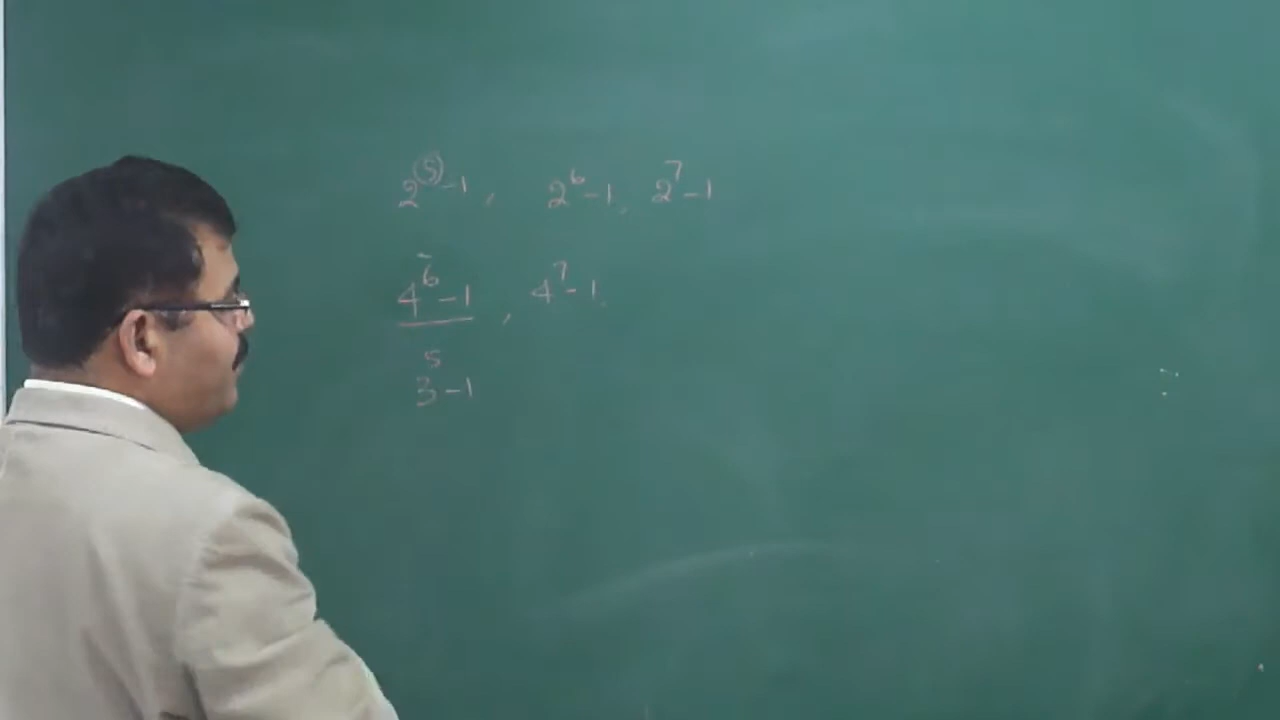 2^(5) - 1, 2^6 - 1, 2^7 - 1
4^6 - 1, 4^7 - 1
3^5 - 1